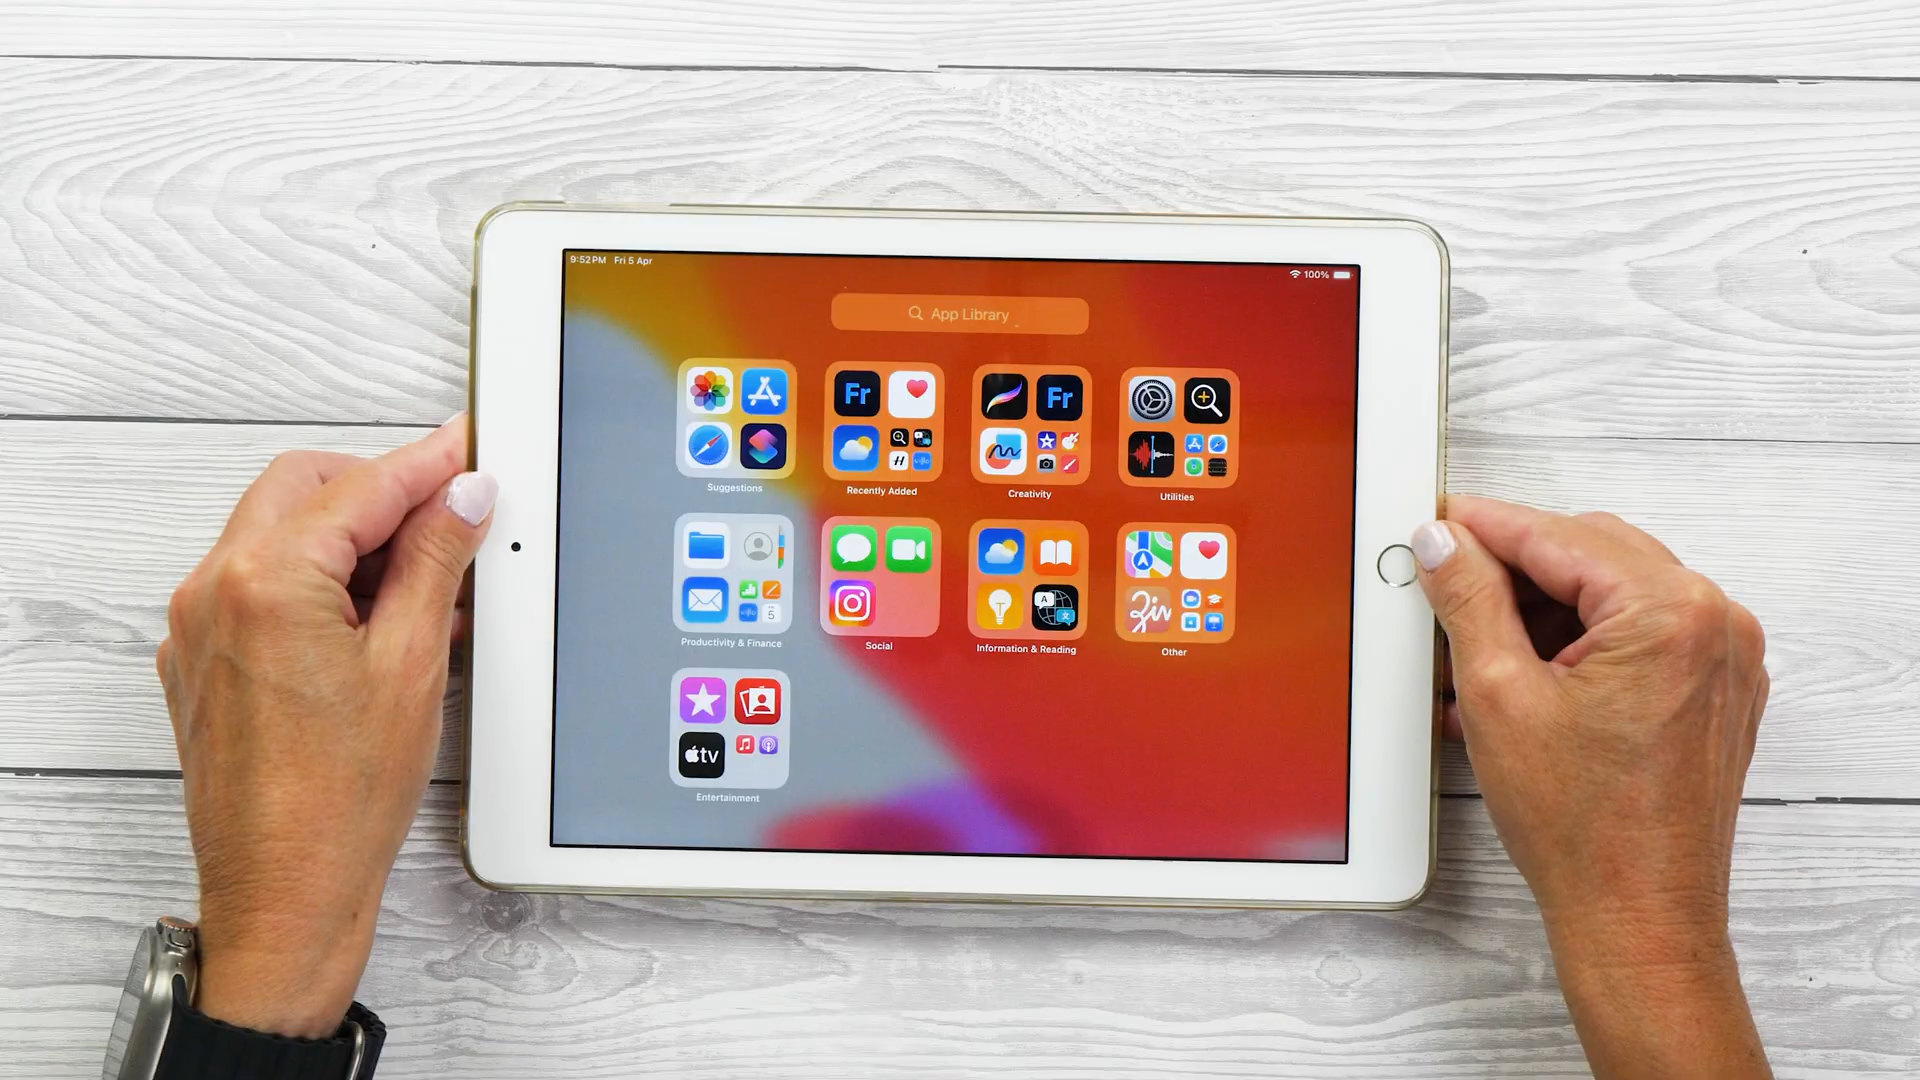 9:52 PM Fri 5 Apr
100%
App Library
Fr
Fr
Suggestions
Recently Added
Creativity
Utilities
5
A
Productivity & Finance
Social
Information & Reading
Other
tv
Entertainment